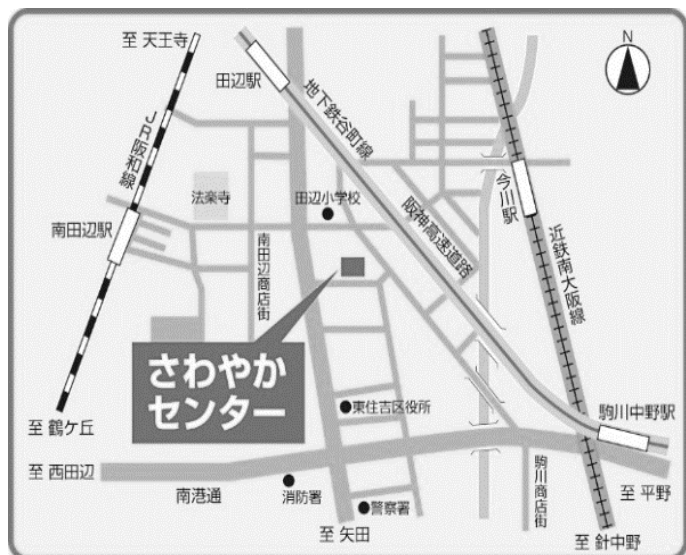 至 天王寺
N
田辺駅
地下鉄谷町線
JR阪和線
法楽寺
田辺小学校
今川駅
阪神高速道路
南田辺駅
南田辺商店街
近鉄南大阪線
さわやか
センター
東住吉区役所
駒川中野駅
至 鶴ケ丘
至 西田辺
南港通
消防署
駒川商店街
至 平野
警察署
至 矢田
至 針中野